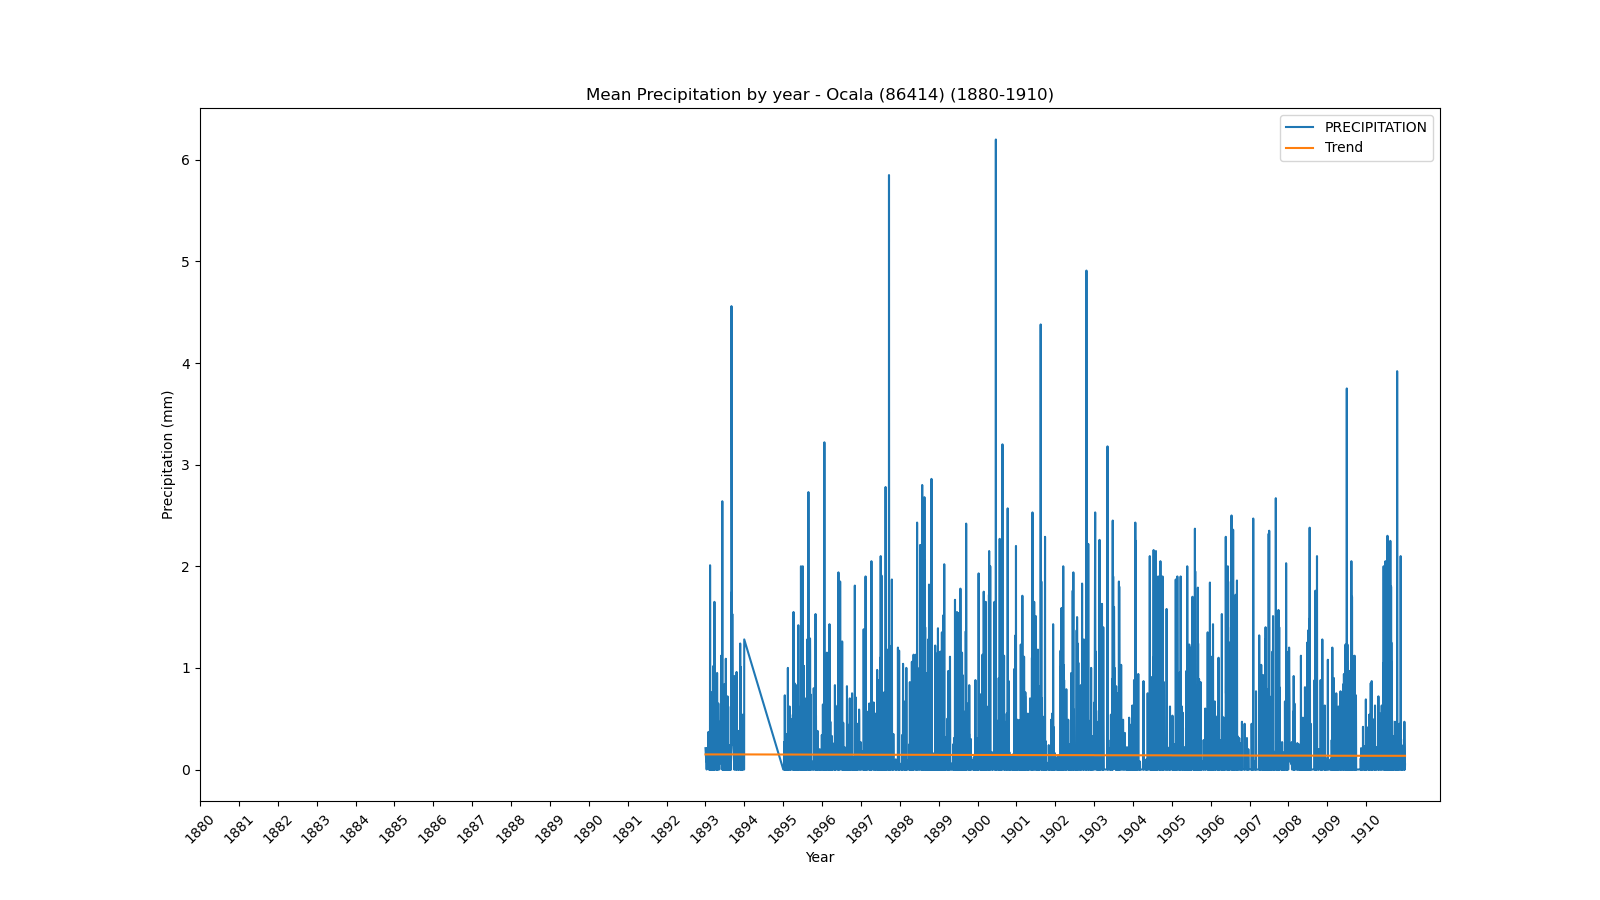 Mean Precipitation by year - Ocala (86414) (1880-1910)
PRECIPITATION
Trend
6
5
4
3
2
1
0
Precipitation (mm)
1880 1881 1882 1883 1884 1885 1886 1887 1888 1889 1890 1891 1892 1893 1894 1895 1896 1897 1898 1899 1900 1901 1902 1903 1904 1905 1906 1907 1908 1909 1910
Year